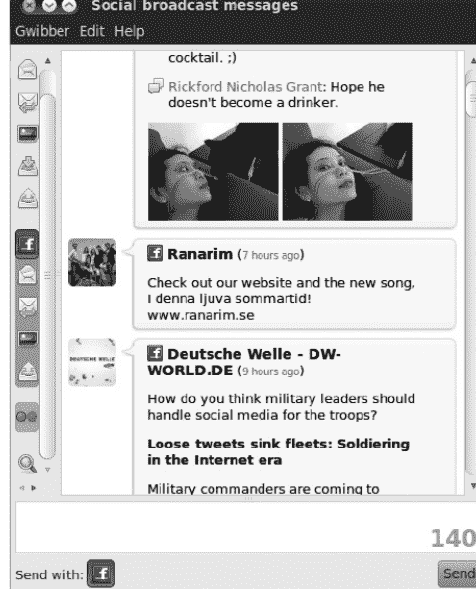 Social broadcast messages
Gwibber Edit Help
cocktail. ;)
Rickford Nicholas Grant: Hope he
doesn't become a drinker.
Ranarim (7 hours ago)
Check out our website and the new song,
I denna ljuva sommartid!
www.ranarim.se
DEUTSCHE WELLE
Deutsche Welle - DW-
WORLD.DE (9 hours ago)
How do you think military leaders should
handle social media for the troops?
Loose tweets sink fleets: Soldiering
in the Internet era
Military commanders are coming to
140
Send with: f
Send